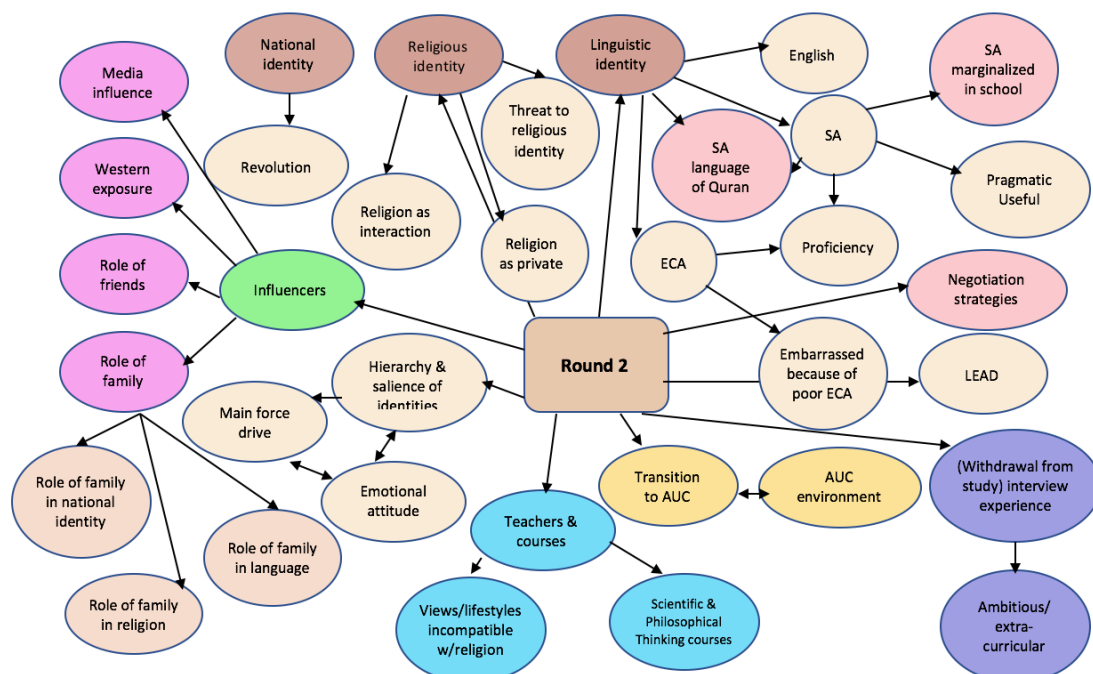 Media
influence
National
identity
Religious
identity
Linguistic
identity
English
SA
marginalized
in school
Western
exposure
Revolution
Threat to
religious
identity
SA
language
of Quran
SA
Pragmatic
Useful
Religion as
interaction
Religion
as private
ECA
Proficiency
Role of
friends
Influencers
Negotiation
strategies
Role of
family
Hierarchy &
salience of
identities
Round 2
Embarrassed
because of
poor ECA
LEAD
Main force
drive
Emotional
attitude
Transition
to AUC
AUC
environment
(Withdrawal from
study) interview
experience
Role of family
in national
identity
Role of family
in language
Teachers &
courses
Role of family
in religion
Views/lifestyles
incompatible
w/religion
Scientific &
Philosophical
Thinking courses
Ambitious/
extra-
curricular